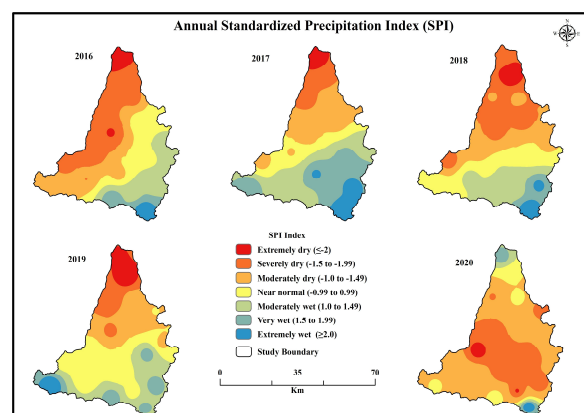 Annual Standardized Precipitation Index (SPI)
N
W E
S
2016
2017
2018
SPI Index
Extremely dry (≤-2)
Severely dry (-1.5 to -1.99)
Moderately dry (-1.0 to -1.49)
Near normal (-0.99 to 0.99)
Moderately wet (1.0 to 1.49)
Very wet (1.5 to 1.99)
Extremely wet (≥2.0)
Study Boundary
2019
2020
0 35 70
Km